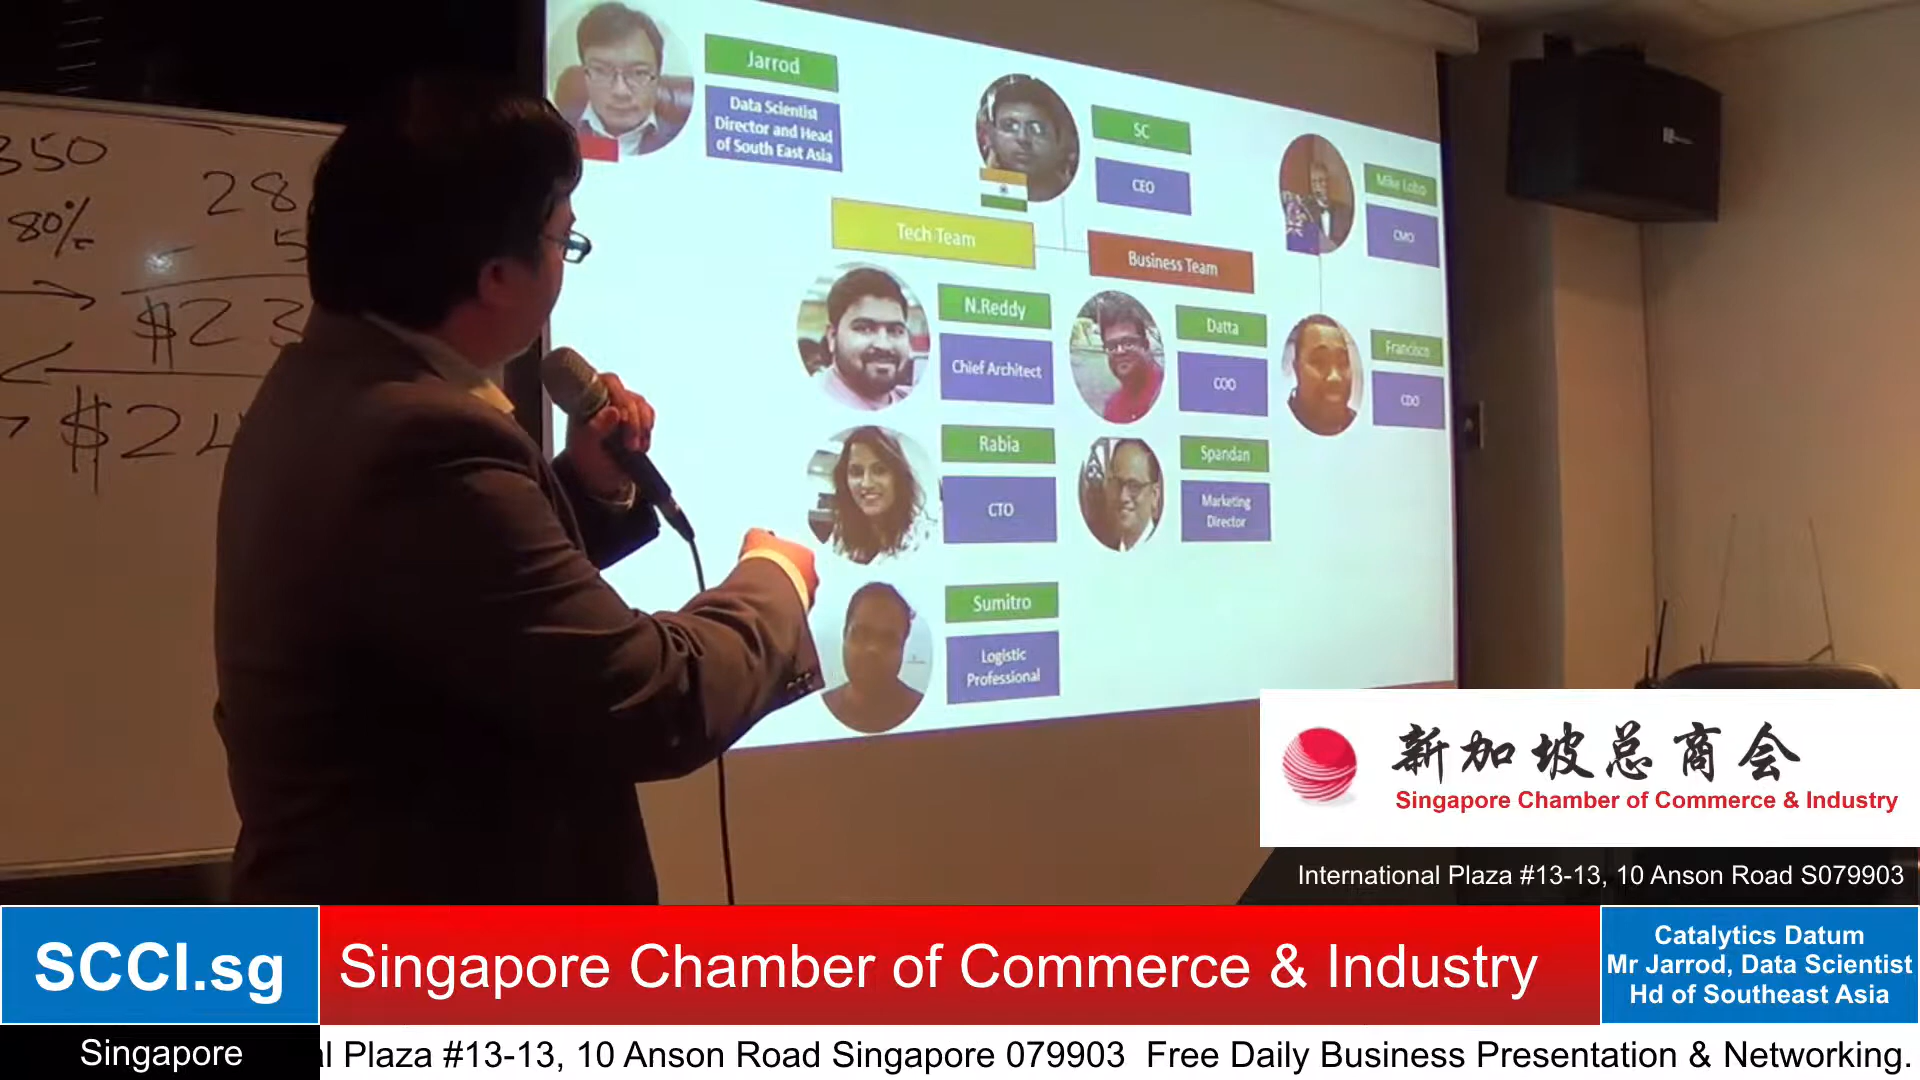 350
80%
28
5
$23
$24
Jarrod
Data Scientist
Director and Head
of South East Asia
SC
CEO
Mike Lobo
CMO
Tech Team
Business Team
N.Reddy
Chief Architect
Datta
COO
Francisco
CDO
Rabia
CTO
Spandan
Marketing
Director
Sumitro
Logistic
Professional
新加坡总商会
Singapore Chamber of Commerce & Industry
International Plaza #13-13, 10 Anson Road S079903
SCCI.sg
Singapore Chamber of Commerce & Industry
Catalytics Datum
Mr Jarrod, Data Scientist
Hd of Southeast Asia
Singapore
l Plaza #13-13, 10 Anson Road Singapore 079903 Free Daily Business Presentation & Networking.